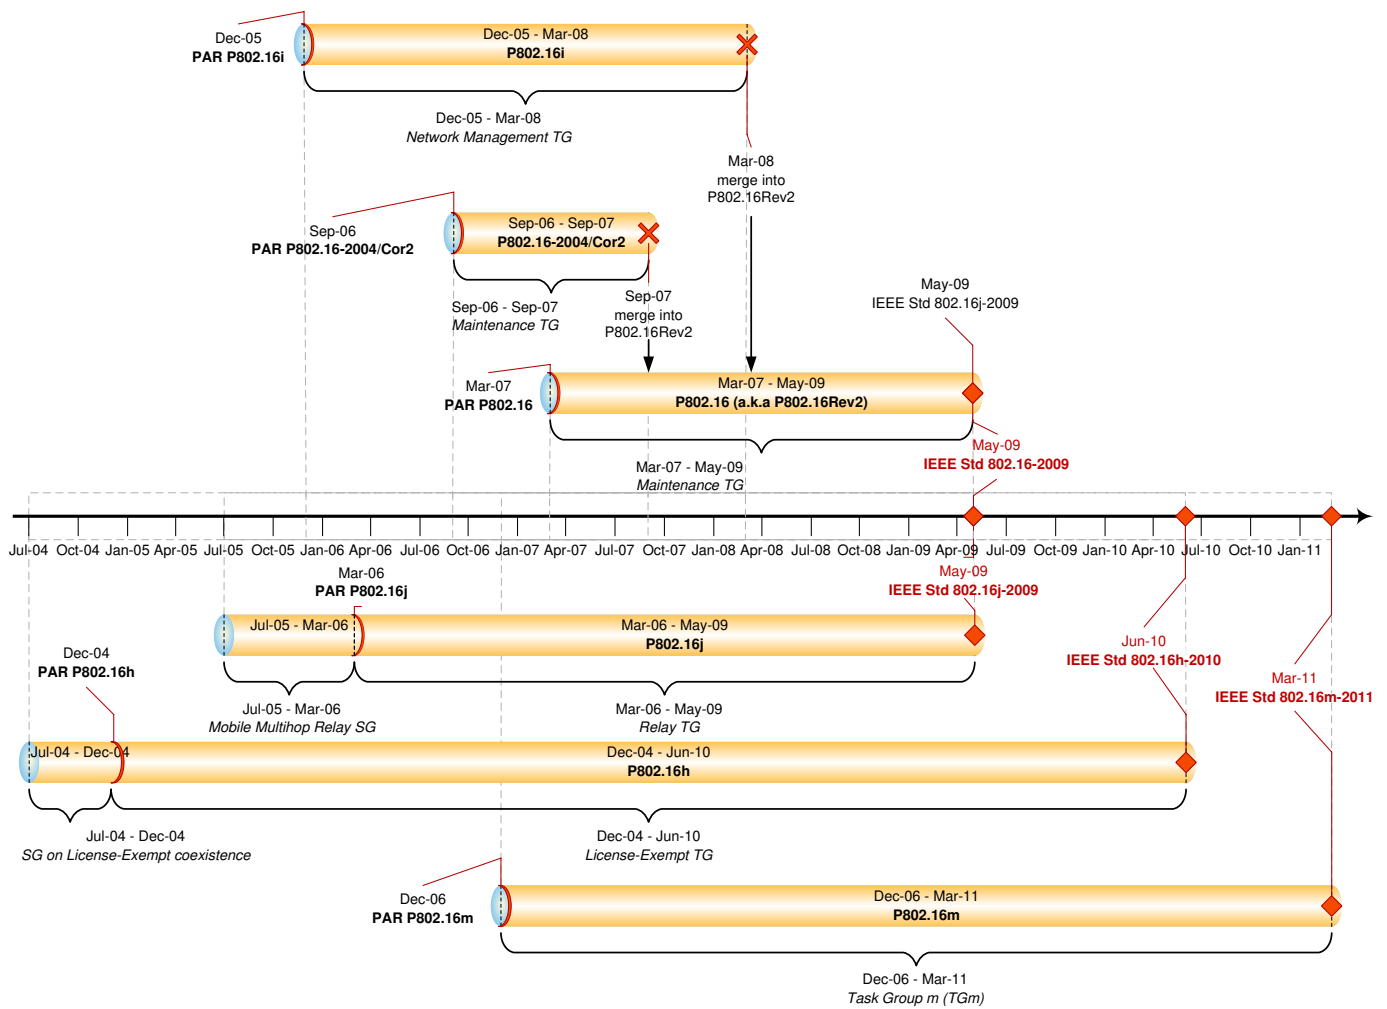 Dec-05
PAR P802.16i
Dec-05 - Mar-08
P802.16i
Dec-05 - Mar-08
Network Management TG
Mar-08
merge into
P802.16Rev2
Sep-06
PAR P802.16-2004/Cor2
Sep-06 - Sep-07
P802.16-2004/Cor2
Sep-06 - Sep-07
Maintenance TG
Sep-07
merge into
P802.16Rev2
May-09
IEEE Std 802.16j-2009
Mar-07
PAR P802.16
Mar-07 - May-09
P802.16 (a.k.a P802.16Rev2)
May-09
IEEE Std 802.16-2009
Mar-07 - May-09
Maintenance TG
Jul-04 Oct-04 Jan-05 Apr-05 Jul-05 Oct-05 Jan-06 Apr-06 Jul-06 Oct-06 Jan-07 Apr-07 Jul-07 Oct-07 Jan-08 Apr-08 Jul-08 Oct-08 Jan-09 Apr-09 Jul-09 Oct-09 Jan-10 Apr-10 Jul-10 Oct-10 Jan-11
Mar-06
PAR P802.16j
May-09
IEEE Std 802.16j-2009
Jul-05 - Mar-06
Mar-06 - May-09
P802.16j
Jul-05 - Mar-06
Mobile Multihop Relay SG
Mar-06 - May-09
Relay TG
Dec-04
PAR P802.16h
Jun-10
IEEE Std 802.16h-2010
Mar-11
IEEE Std 802.16m-2011
Jul-04 - Dec-04
Dec-04 - Jun-10
P802.16h
Jul-04 - Dec-04
SG on License-Exempt coexistence
Dec-04 - Jun-10
License-Exempt TG
Dec-06
PAR P802.16m
Dec-06 - Mar-11
P802.16m
Dec-06 - Mar-11
Task Group m (TGm)